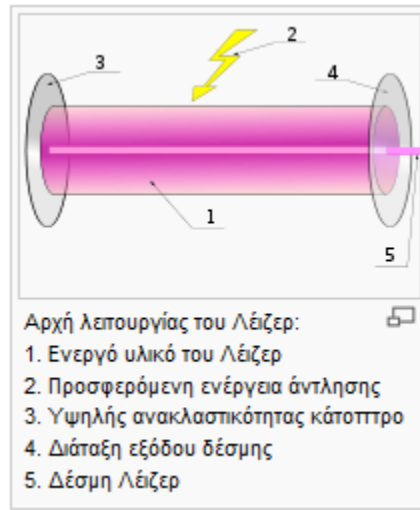 2
3
4
1
5
Αρχή λειτουργίας του Λέιζερ:
1. Ενεργό υλικό του Λέιζερ
2. Προσφερόμενη ενέργεια άντλησης
3. Υψηλής ανακλαστικότητας κάτοπτρο
4. Διάταξη εξόδου δέσμης
5. Δέσμη Λέιζερ